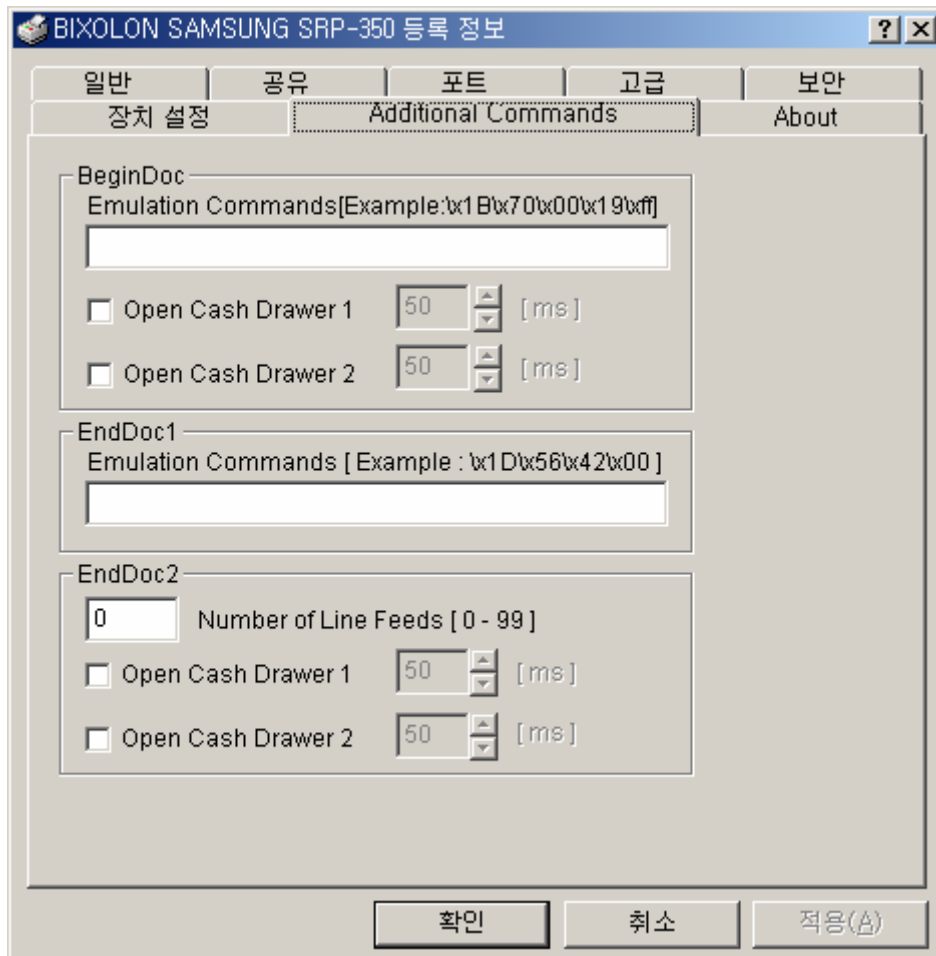 BIXOLON SAMSUNG SRP-350 등록 정보
일반 공유 포트 고급 보안
장치 설정 Additional Commands About
BeginDoc
Emulation Commands[Example:\x1B\x70\x00\x19\xff]
Open Cash Drawer 1 50 [ms]
Open Cash Drawer 2 50 [ms]
EndDoc1
Emulation Commands [ Example : \x1D\x56\x42\x00 ]
EndDoc2
0 Number of Line Feeds [ 0 - 99 ]
Open Cash Drawer 1 50 [ms]
Open Cash Drawer 2 50 [ms]
확인 취소 적용(A)